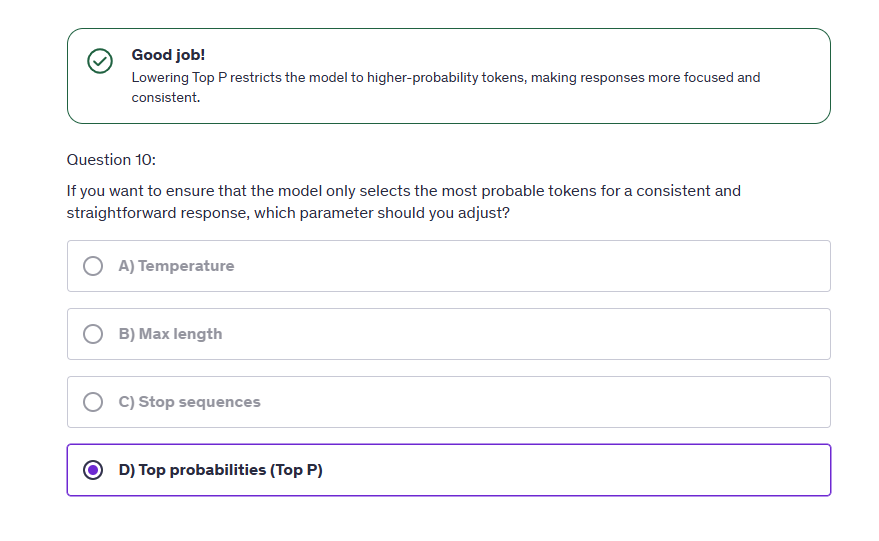 Good job!
Lowering Top P restricts the model to higher-probability tokens, making responses more focused and
consistent.
Question 10:
If you want to ensure that the model only selects the most probable tokens for a consistent and
straightforward response, which parameter should you adjust?
A) Temperature
B) Max length
C) Stop sequences
D) Top probabilities (Top P)